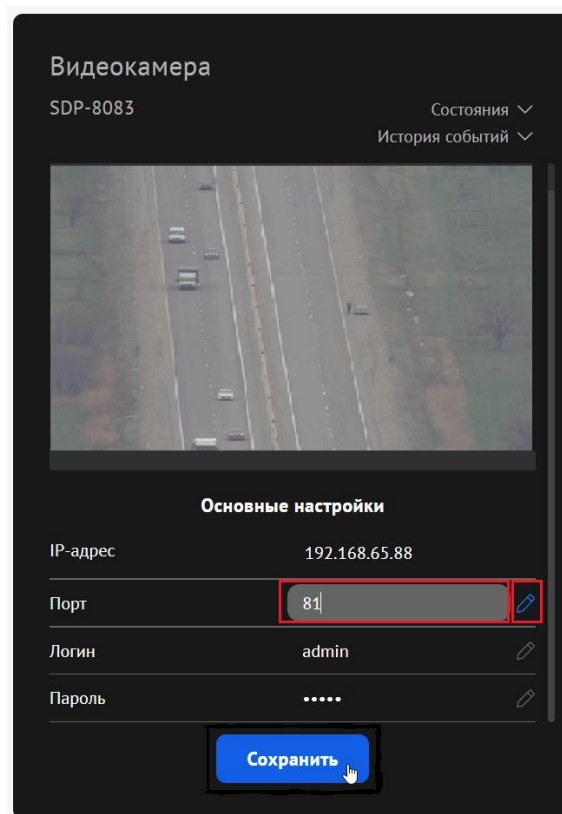 Видеокамера
SDP-8083
Состояния
История событий
Основные настройки
IP-адрес 192.168.65.88
Порт 81
Логин admin
Пароль •••••
Сохранить